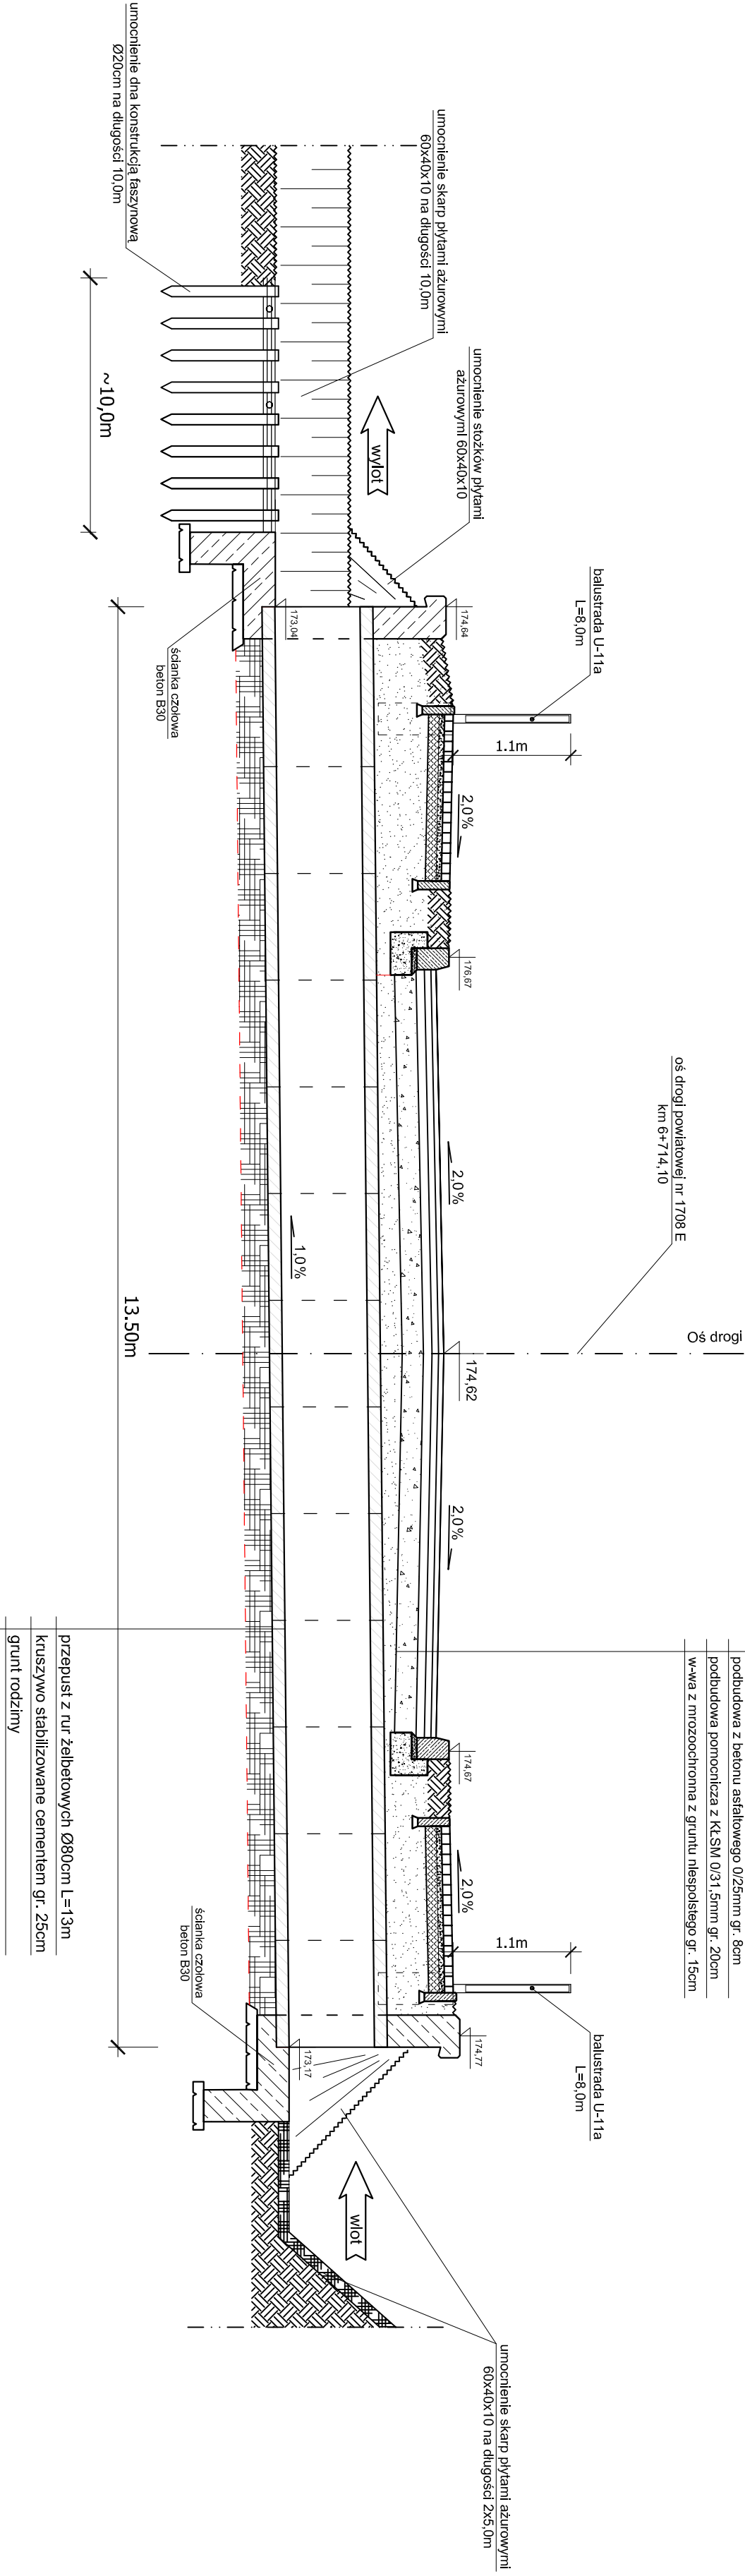 Oś drogi
podbudowa z betonu asfaltowego 0/25mm gr. 8cm
podbudowa pomocnicza z KŁSM 0/31,5mm gr. 20cm
w-wa z mrozoochronna z gruntu niespoistego gr. 15cm
oś drogi powiatowej nr 1708 E
km 6+714,10
balustrada U-11a
L=8,0m
balustrada U-11a
L=8,0m
1.1m
1.1m
umocnienie stożków płytami
ażurowymi 60x40x10
umocnienie skarp płytami ażurowymi
60x40x10 na długości 10,0m
umocnienie skarp płytami ażurowymi
60x40x10 na długości 2x5,0m
174,64
2,0%
176,67
2,0%
174,62
2,0%
174,67
2,0%
174,77
wylot
wlot
173,04
1,0%
173,17
ścianka czołowa
beton B30
ścianka czołowa
beton B30
umocnienie dna konstrukcją faszynową
Ø20cm na długości 10,0m
~10,0m
13.50m
przepust z rur żelbetowych Ø80cm L=13m
kruszywo stabilizowane cementem gr. 25cm
grunt rodzimy